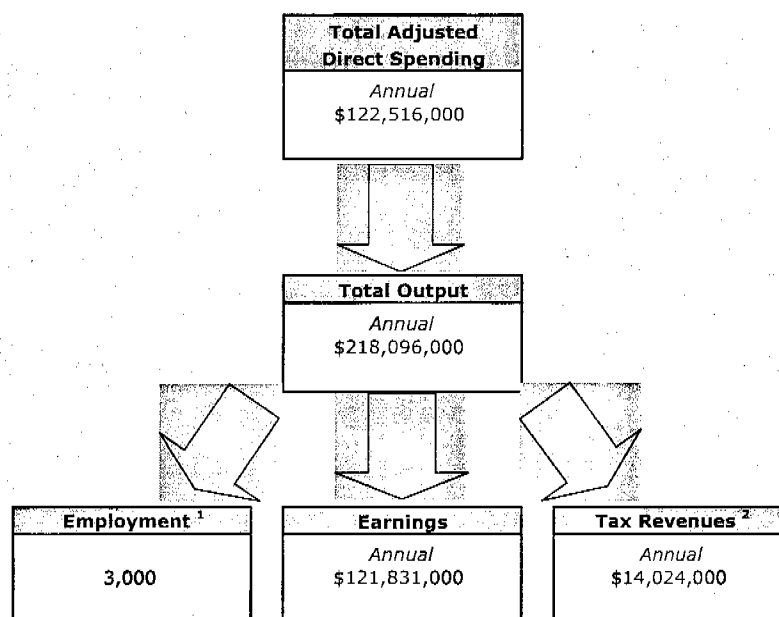 Total Adjusted
Direct Spending
Annual
$122,516,000
Total Output
Annual
$218,096,000
Employment 1
3,000
Earnings
Annual
$121,831,000
Tax Revenues 2
Annual
$14,024,000